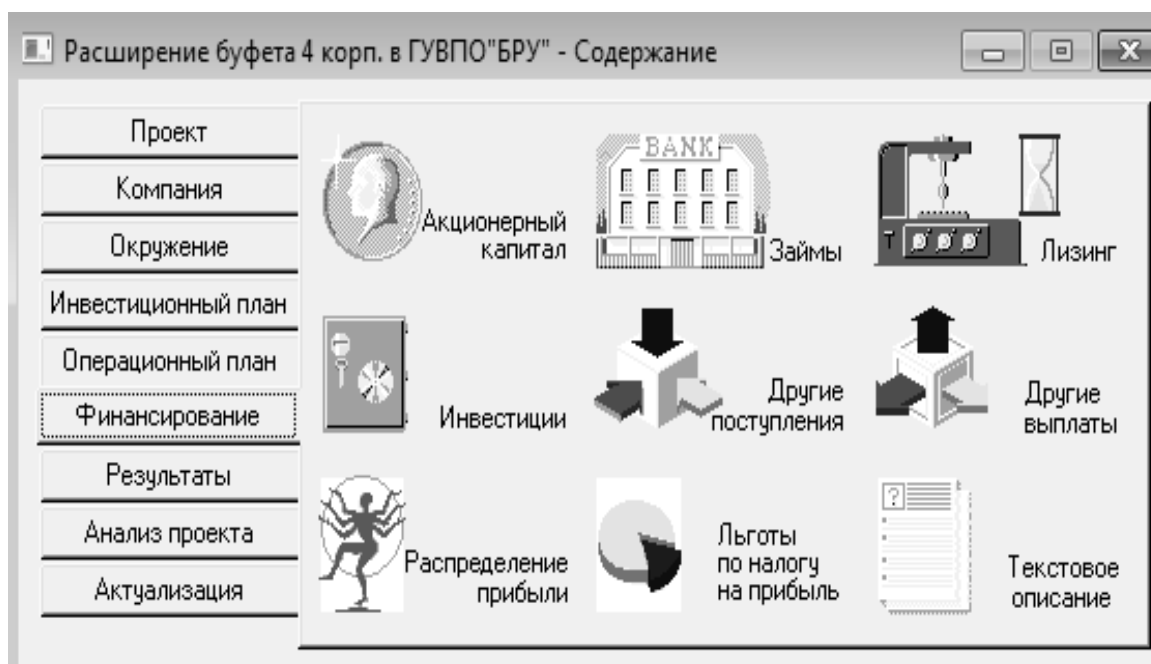 Расширение буфета 4 корп. в ГУВПО"БРУ" - Содержание
Проект
Компания
Окружение
Инвестиционный план
Операционный план
Финансирование
Результаты
Анализ проекта
Актуализация
Акционерный
капитал
BANK
Займы
Лизинг
Инвестиции
Другие
поступления
Другие
выплаты
Распределение
прибыли
Льготы
по налогу
на прибыль
?
Текстовое
описание